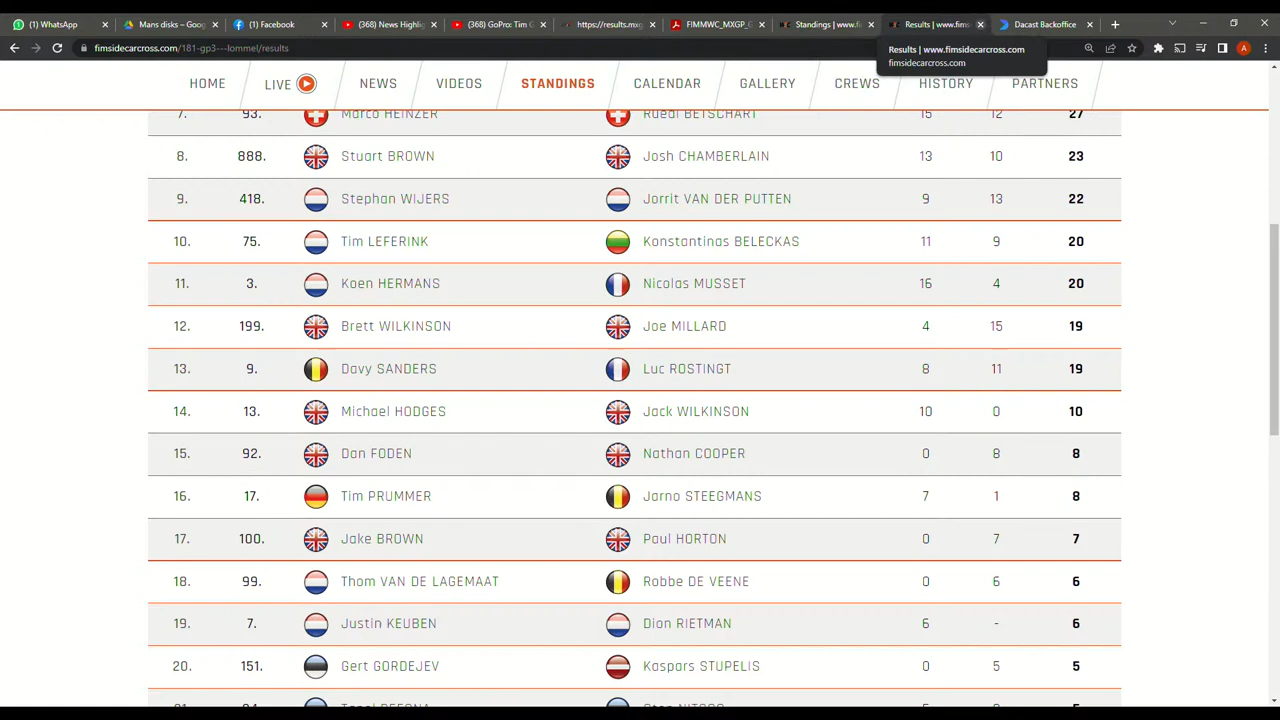 (1) WhatsApp
Mans disks – Goog
(1) Facebook
(368) News Highlig
(368) GoPro: Tim G
https://results.mxg
FIMMWC_MXGP_G
Standings | www.fi
Results | www.fims
Dacast Backoffice
fimsidecarcross.com/181-gp3---lommel/results
Results | www.fimsidecarcross.com
fimsidecarcross.com
HOME LIVE NEWS VIDEOS STANDINGS CALENDAR GALLERY CREWS HISTORY PARTNERS
7. 93. Marco HEINZER Ruedi BETSCHART 15 12 27
8. 888. Stuart BROWN Josh CHAMBERLAIN 13 10 23
9. 418. Stephan WIJERS Jorrit VAN DER PUTTEN 9 13 22
10. 75. Tim LEFERINK Konstantinas BELECKAS 11 9 20
11. 3. Koen HERMANS Nicolas MUSSET 16 4 20
12. 199. Brett WILKINSON Joe MILLARD 4 15 19
13. 9. Davy SANDERS Luc ROSTINGT 8 11 19
14. 13. Michael HODGES Jack WILKINSON 10 0 10
15. 92. Dan FODEN Nathan COOPER 0 8 8
16. 17. Tim PRUMMER Jarno STEEGMANS 7 1 8
17. 100. Jake BROWN Paul HORTON 0 7 7
18. 99. Thom VAN DE LAGEMAAT Robbe DE VEENE 0 6 6
19. 7. Justin KEUBEN Dion RIETMAN 6 - 6
20. 151. Gert GORDEJEV Kaspars STUPELIS 0 5 5